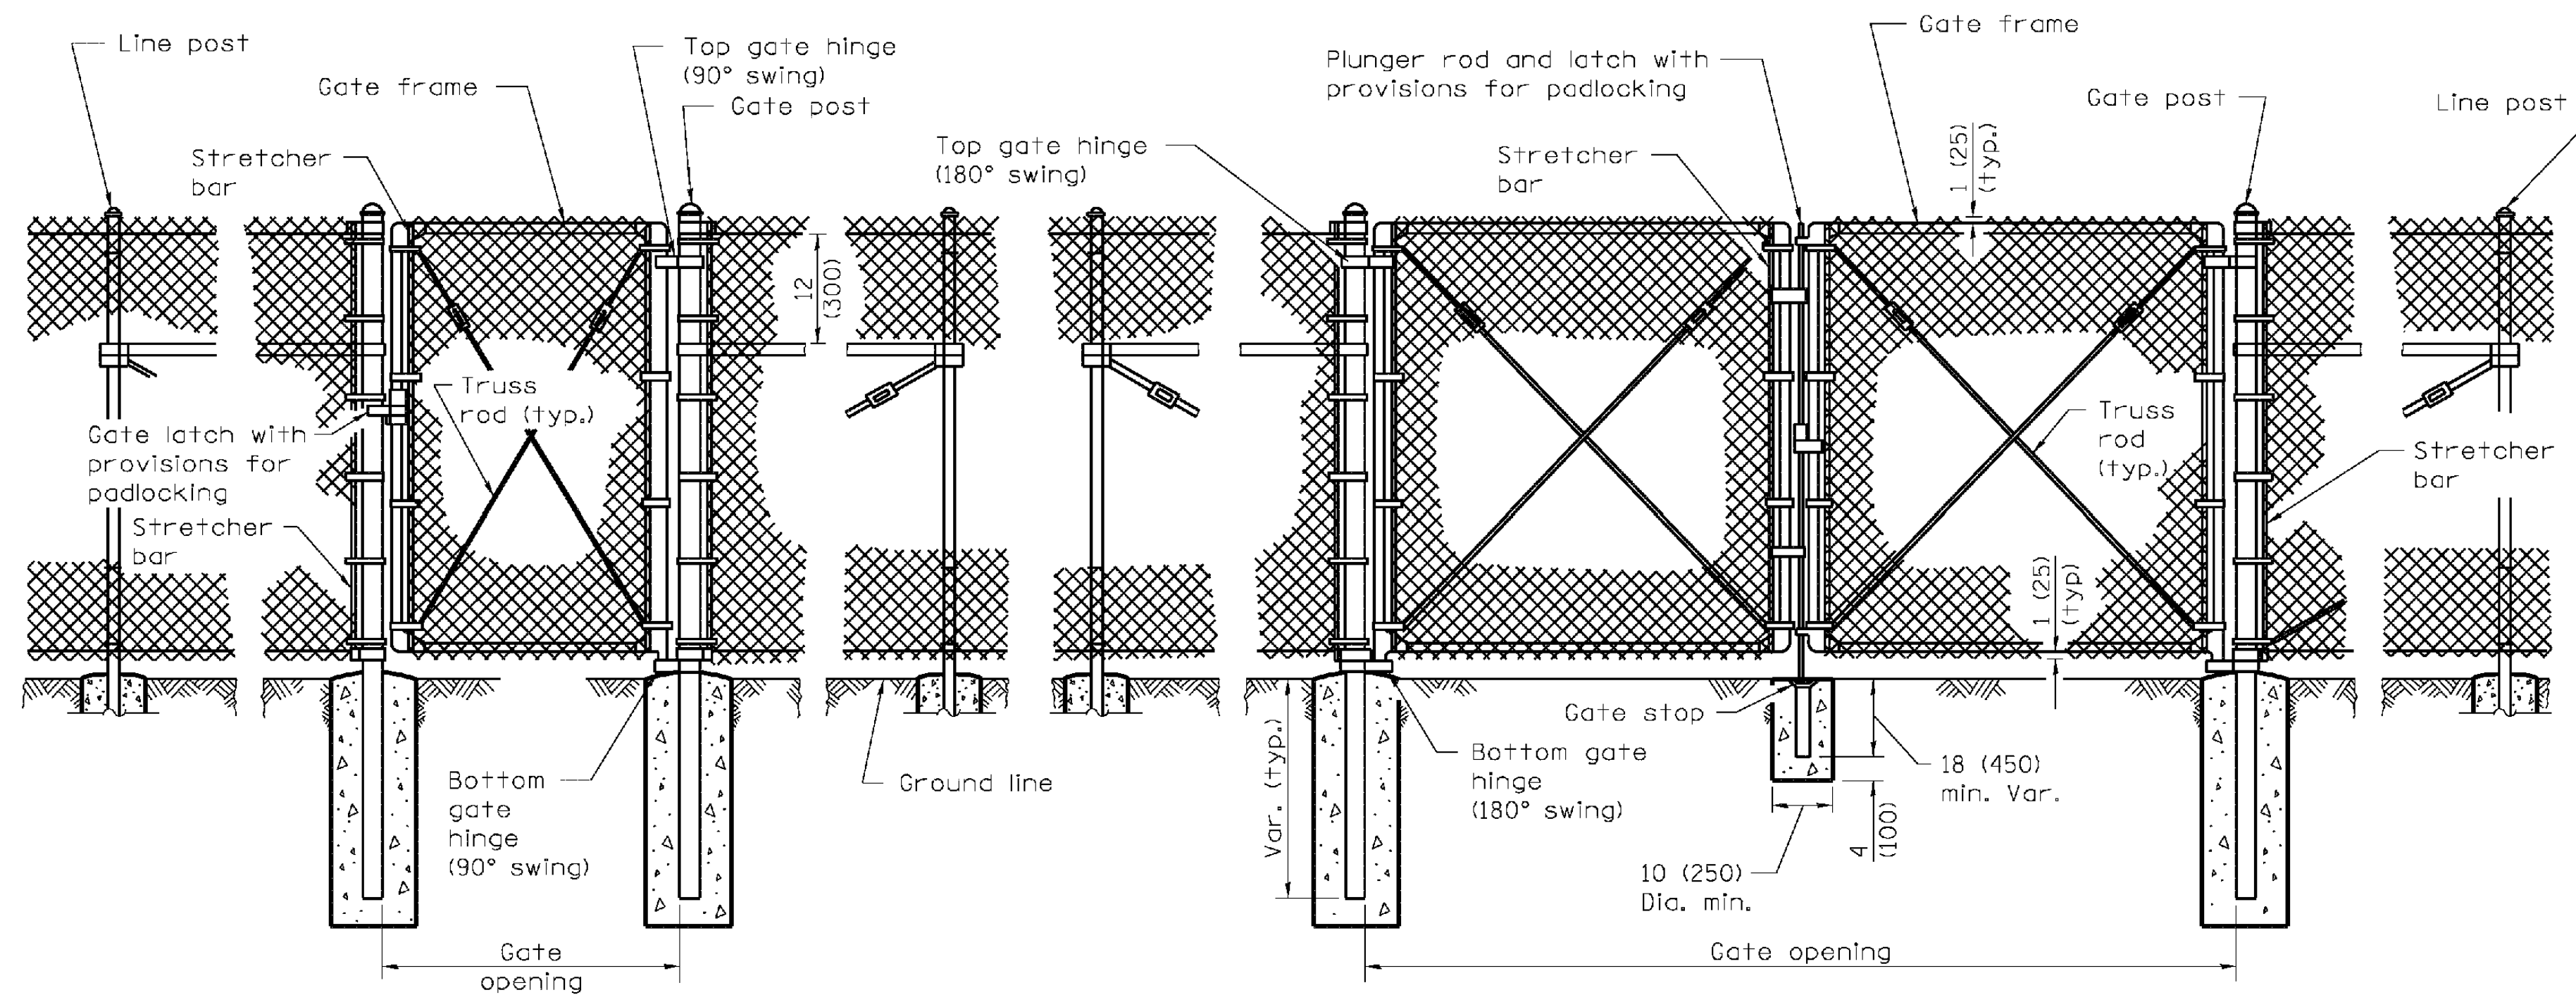 Line post
Gate frame
Top gate hinge
(90° swing)
Gate post
Stretcher
bar
12
(300)
Truss
rod (typ.)
Gate latch with
provisions for
padlocking
Stretcher
bar
Bottom
gate
hinge
(90° swing)
Ground line
Gate
opening
Gate frame
Plunger rod and latch with
provisions for padlocking
Gate post
Line post
Top gate hinge
(180° swing)
Stretcher
bar
1 (25)
(typ.)
Truss
rod
(typ.)
Stretcher
bar
1 (25)
(typ)
Gate stop
Var. (typ.)
Bottom gate
hinge
(180° swing)
18 (450)
min. Var.
4
(100)
10 (250)
Dia. min.
Gate opening